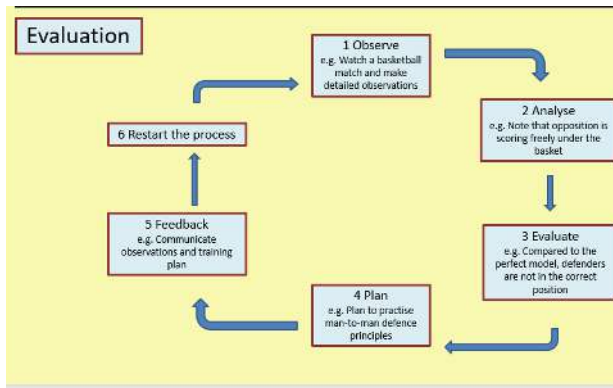 Evaluation
1 Observe
e.g. Watch a basketball
match and make
detailed observations
2 Analyse
e.g. Note that opposition is
scoring freely under the
basket
3 Evaluate
e.g. Compared to the
perfect model, defenders
are not in the correct
position
4 Plan
e.g. Plan to practise
man-to-man defence
principles
5 Feedback
e.g. Communicate
observations and training
plan
6 Restart the process